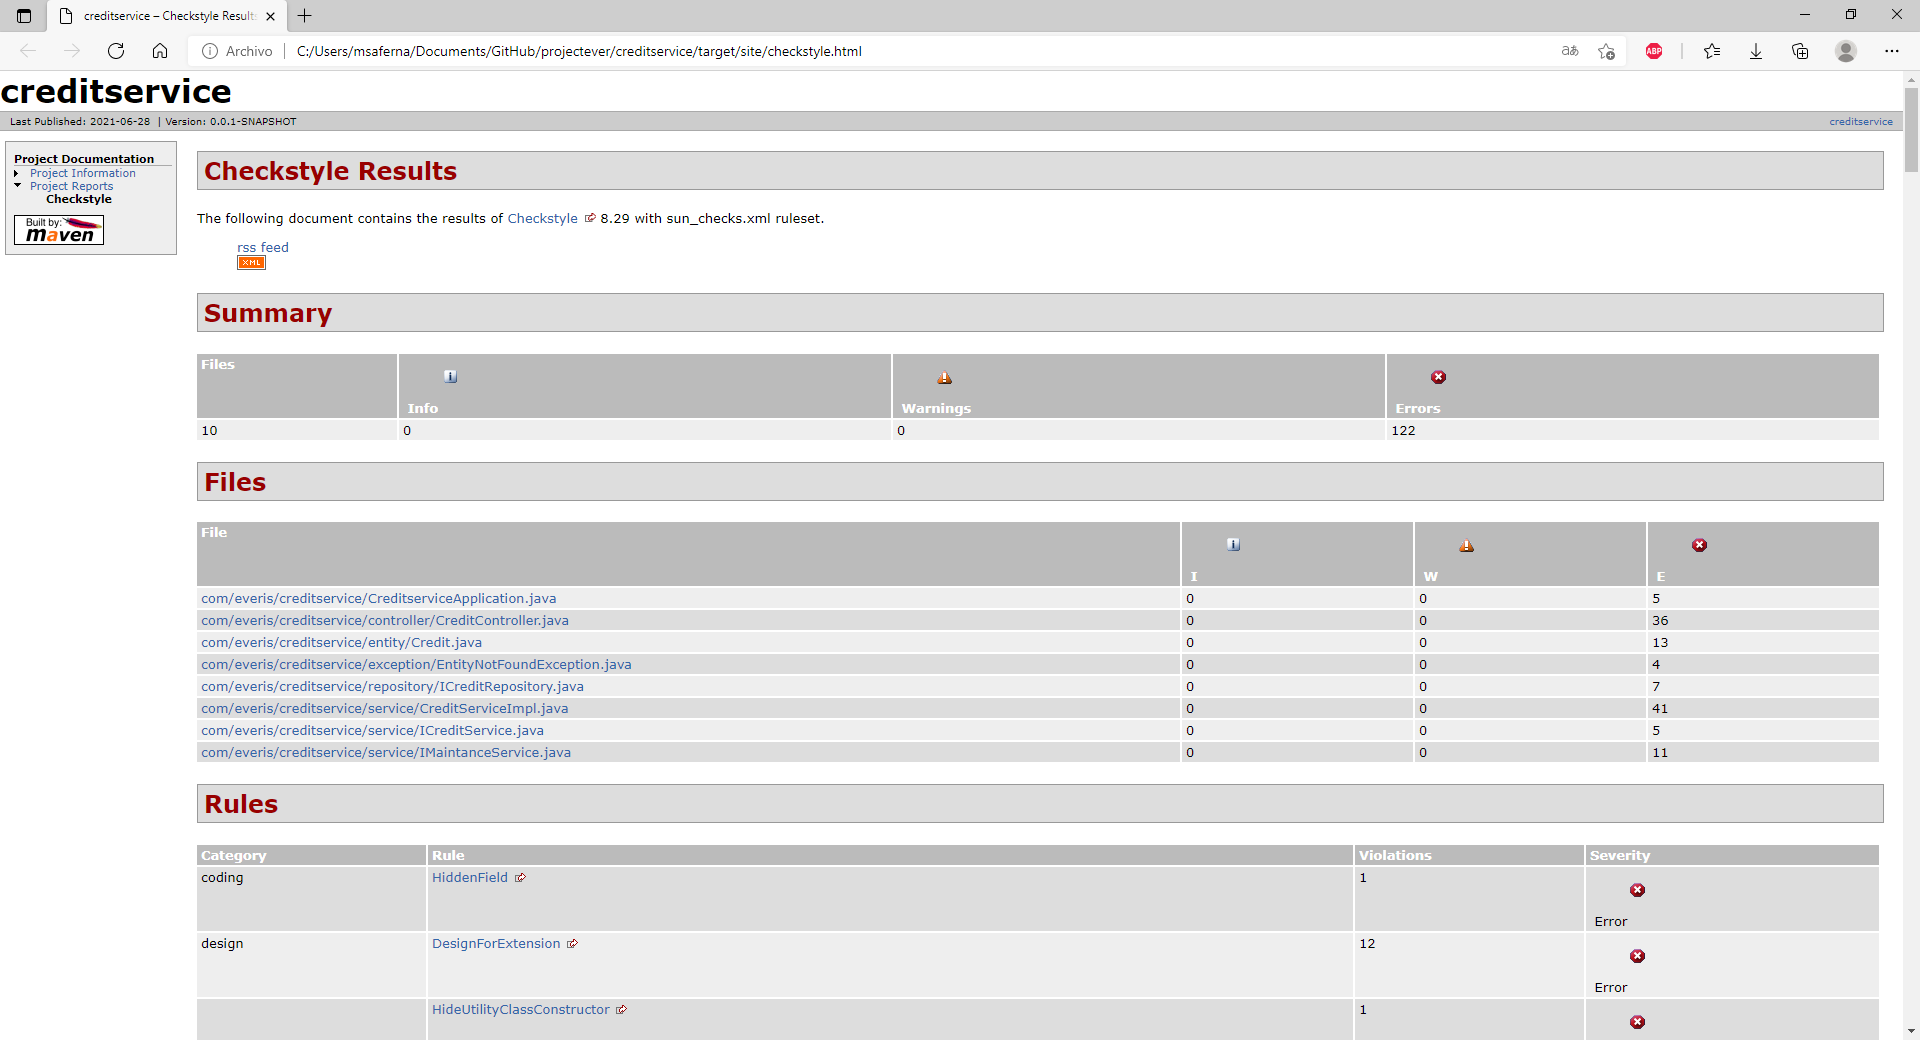 creditservice – Checkstyle Results
Archivo
C:/Users/msaferna/Documents/GitHub/projectever/creditservice/target/site/checkstyle.html
aあ
ABP
creditservice
Last Published: 2021-06-28 | Version: 0.0.1-SNAPSHOT
creditservice
Project Documentation
Project Information
Project Reports
Checkstyle
Built by:
maven
Checkstyle Results
The following document contains the results of Checkstyle 8.29 with sun_checks.xml ruleset.
rss feed
XML
Summary
Files Info Warnings Errors
10 0 0 122
Files
File I W E
com/everis/creditservice/CreditserviceApplication.java 0 0 5
com/everis/creditservice/controller/CreditController.java 0 0 36
com/everis/creditservice/entity/Credit.java 0 0 13
com/everis/creditservice/exception/EntityNotFoundException.java 0 0 4
com/everis/creditservice/repository/ICreditRepository.java 0 0 7
com/everis/creditservice/service/CreditServiceImpl.java 0 0 41
com/everis/creditservice/service/ICreditService.java 0 0 5
com/everis/creditservice/service/IMaintanceService.java 0 0 11
Rules
Category Rule Violations Severity
coding HiddenField 1 Error
design DesignForExtension 12 Error
HideUtilityClassConstructor 1